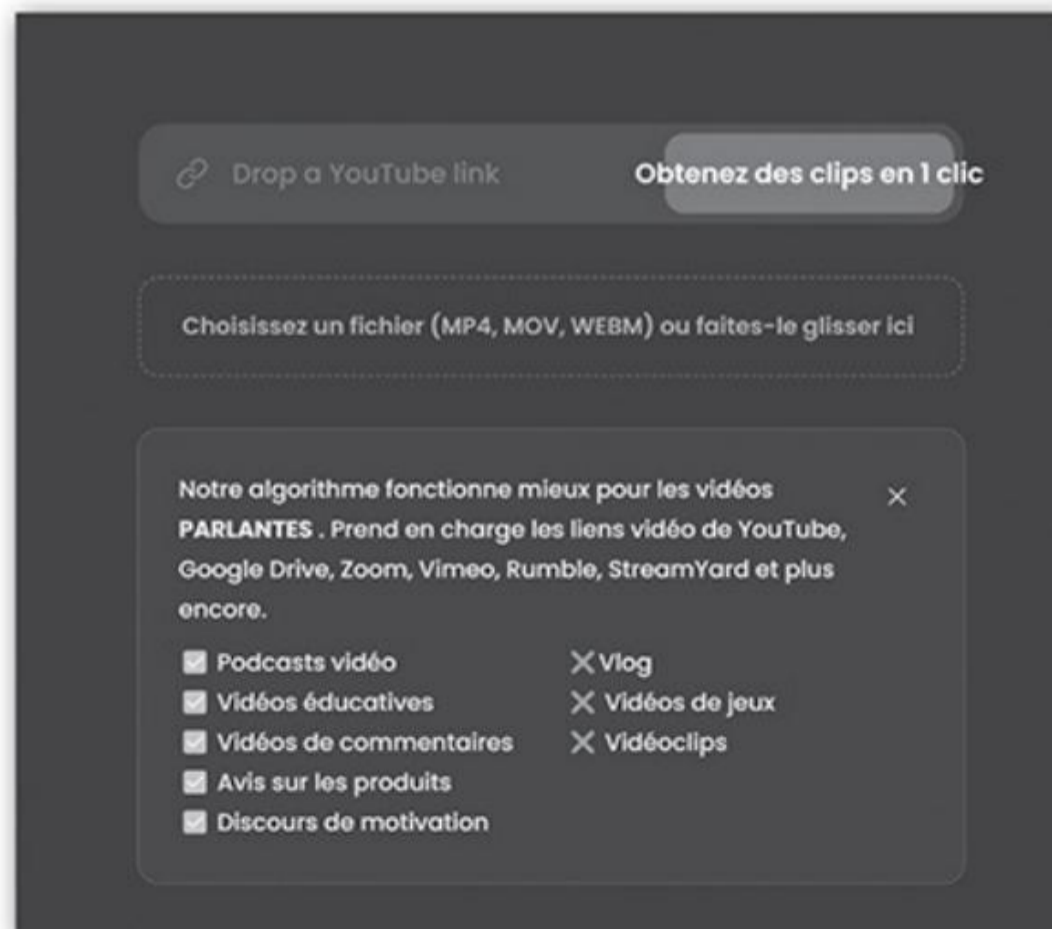 Drop a YouTube link
Obtenez des clips en 1 clic
Choisissez un fichier (MP4, MOV, WEBM) ou faites-le glisser ici
Notre algorithme fonctionne mieux pour les vidéos
PARLANTES . Prend en charge les liens vidéo de YouTube,
Google Drive, Zoom, Vimeo, Rumble, StreamYard et plus
encore.
Podcasts vidéo
Vidéos éducatives
Vidéos de commentaires
Avis sur les produits
Discours de motivation
Vlog
Vidéos de jeux
Vidéoclips